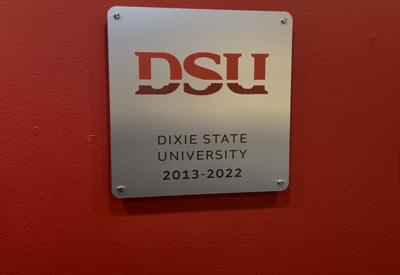 DSU
DIXIE STATE
UNIVERSITY
2013-2022